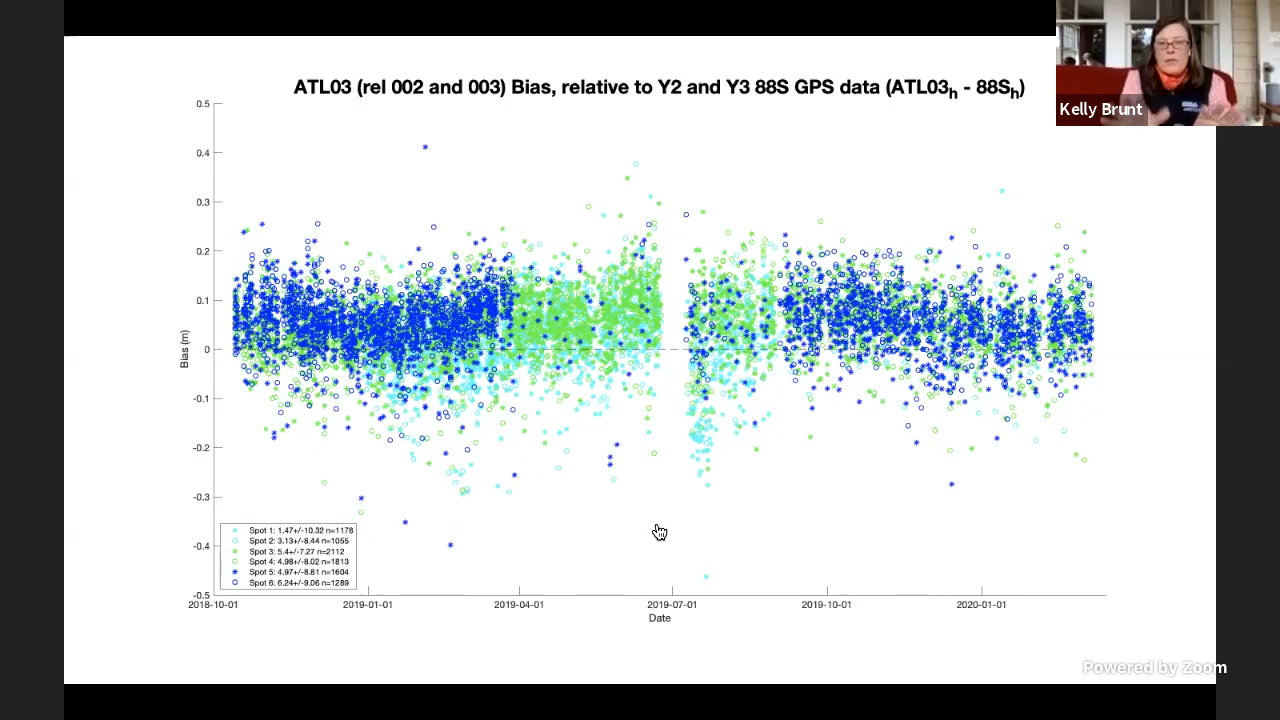 ATL03 (rel 002 and 003) Bias, relative to Y2 and Y3 88S GPS data (ATL03h - 88Sh)
Kelly Brunt
0.5
0.4
0.3
0.2
0.1
0
-0.1
-0.2
-0.3
-0.4
-0.5
Bias (m)
Spot 1: 1.47+/-10.32 n=1178
Spot 2: 3.13+/-8.44 n=1055
Spot 3: 5.4+/-7.27 n=2112
Spot 4: 4.98+/-8.02 n=1813
Spot 5: 4.97+/-8.81 n=1604
Spot 6: 6.24+/-9.06 n=1289
2018-10-01 2019-01-01 2019-04-01 2019-07-01 2019-10-01 2020-01-01
Date
Powered by Zoom